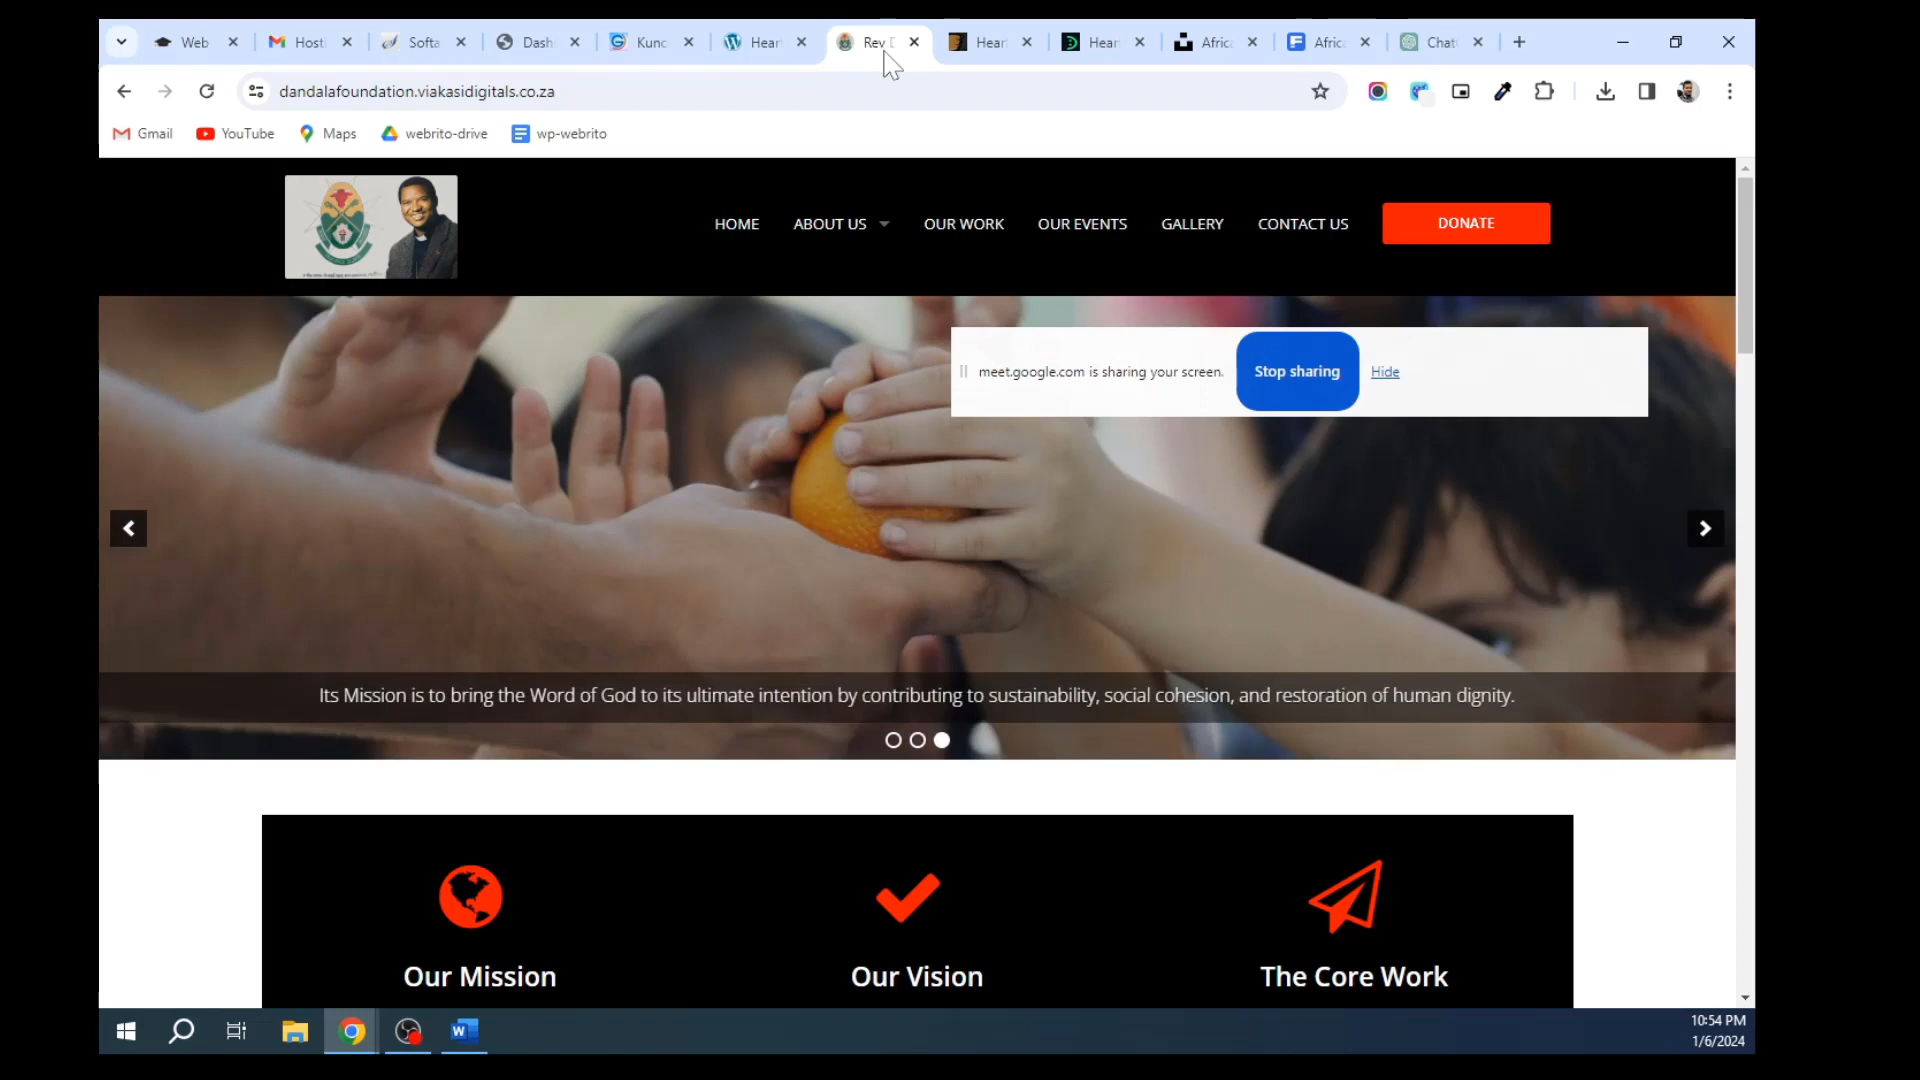 Web
Hosti
Softa
Dash
Kunc
Hear
Rev D
Hear
Hear
Africa
Africa
Chat
dandalafoundation.viakasidigitals.co.za
Gmail
YouTube
Maps
webrito-drive
wp-webrito
HOME
ABOUT US
OUR WORK
OUR EVENTS
GALLERY
CONTACT US
DONATE
meet.google.com is sharing your screen.
Stop sharing
Hide
Its Mission is to bring the Word of God to its ultimate intention by contributing to sustainability, social cohesion, and restoration of human dignity.
Our Mission
Our Vision
The Core Work
10:54 PM
1/6/2024